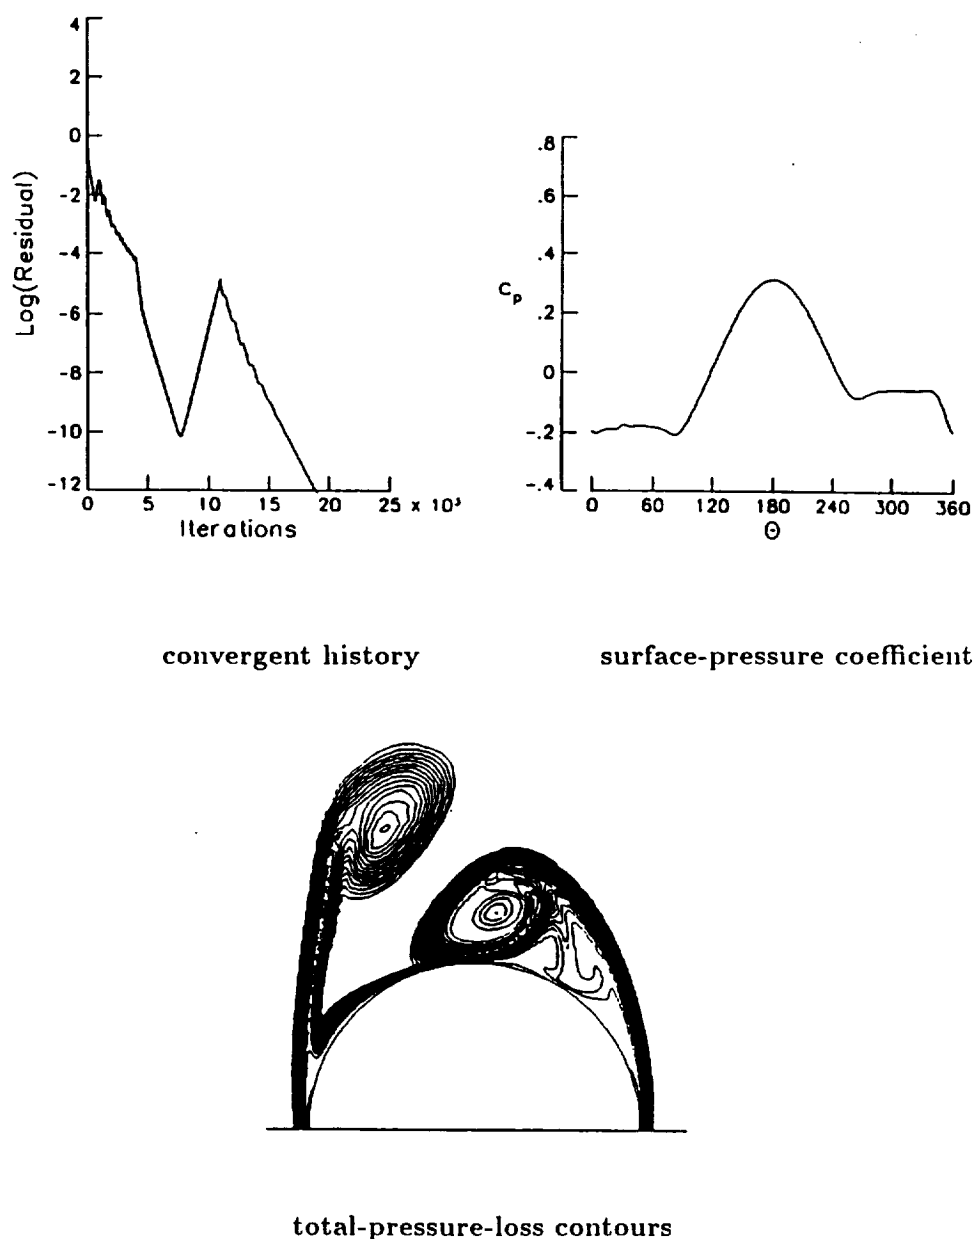 4
2
0
-2
-4
-6
-8
-10
-12
Log(Residual)
0 5 10 15 20 25 x 10³
Iterations
.8
.6
.4
.2
0
-.2
-.4
C_p
0 60 120 180 240 300 360
Θ
convergent history
surface-pressure coefficient
total-pressure-loss contours